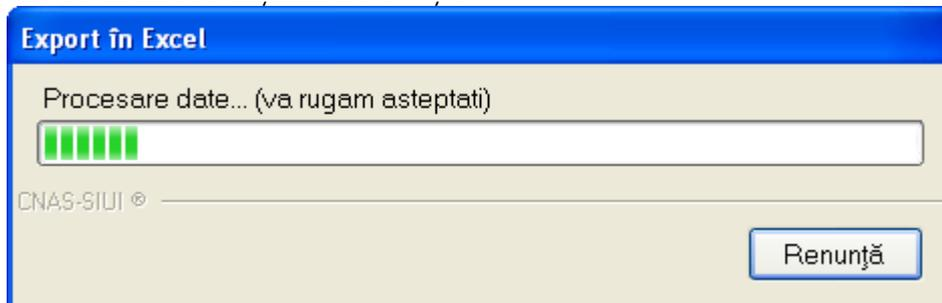 Export în Excel
Procesare date... (va rugam asteptati)
CNAS-SIUI ®
Renunţă